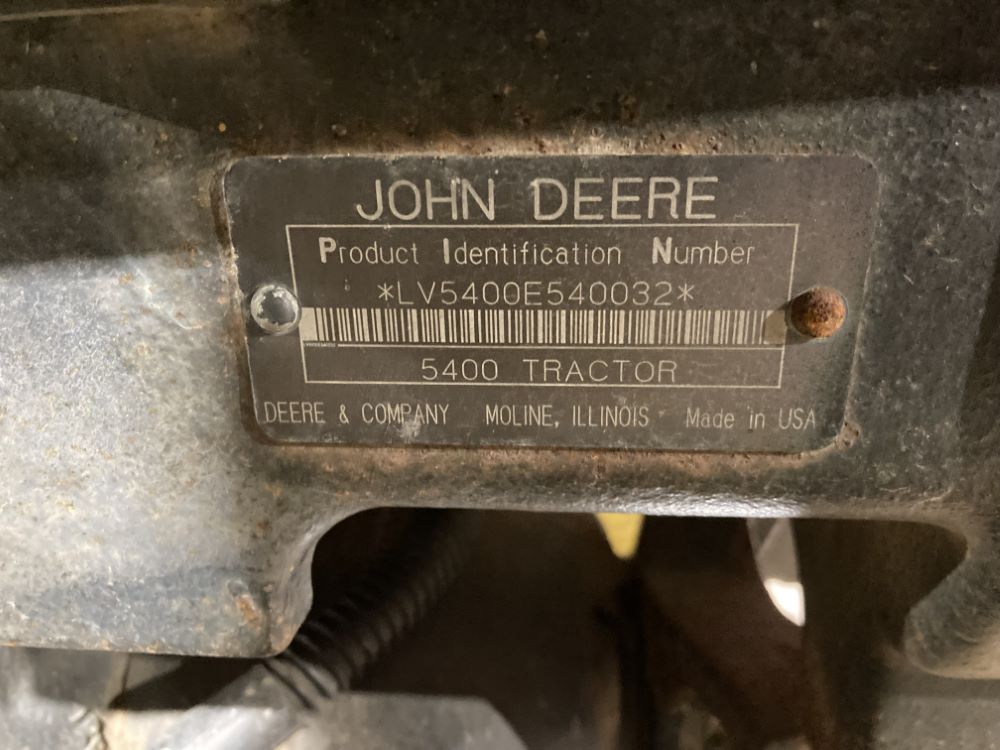 JOHN DEERE
Product Identification Number
*LV5400E540032*
5400 TRACTOR
DEERE & COMPANY MOLINE, ILLINOIS Made in USA